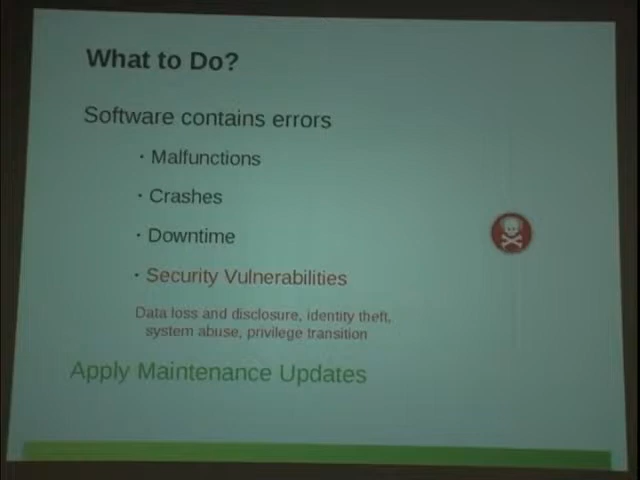 What to Do?
Software contains errors
· Malfunctions
· Crashes
· Downtime
· Security Vulnerabilities
Data loss and disclosure, identity theft,
system abuse, privilege transition
Apply Maintenance Updates